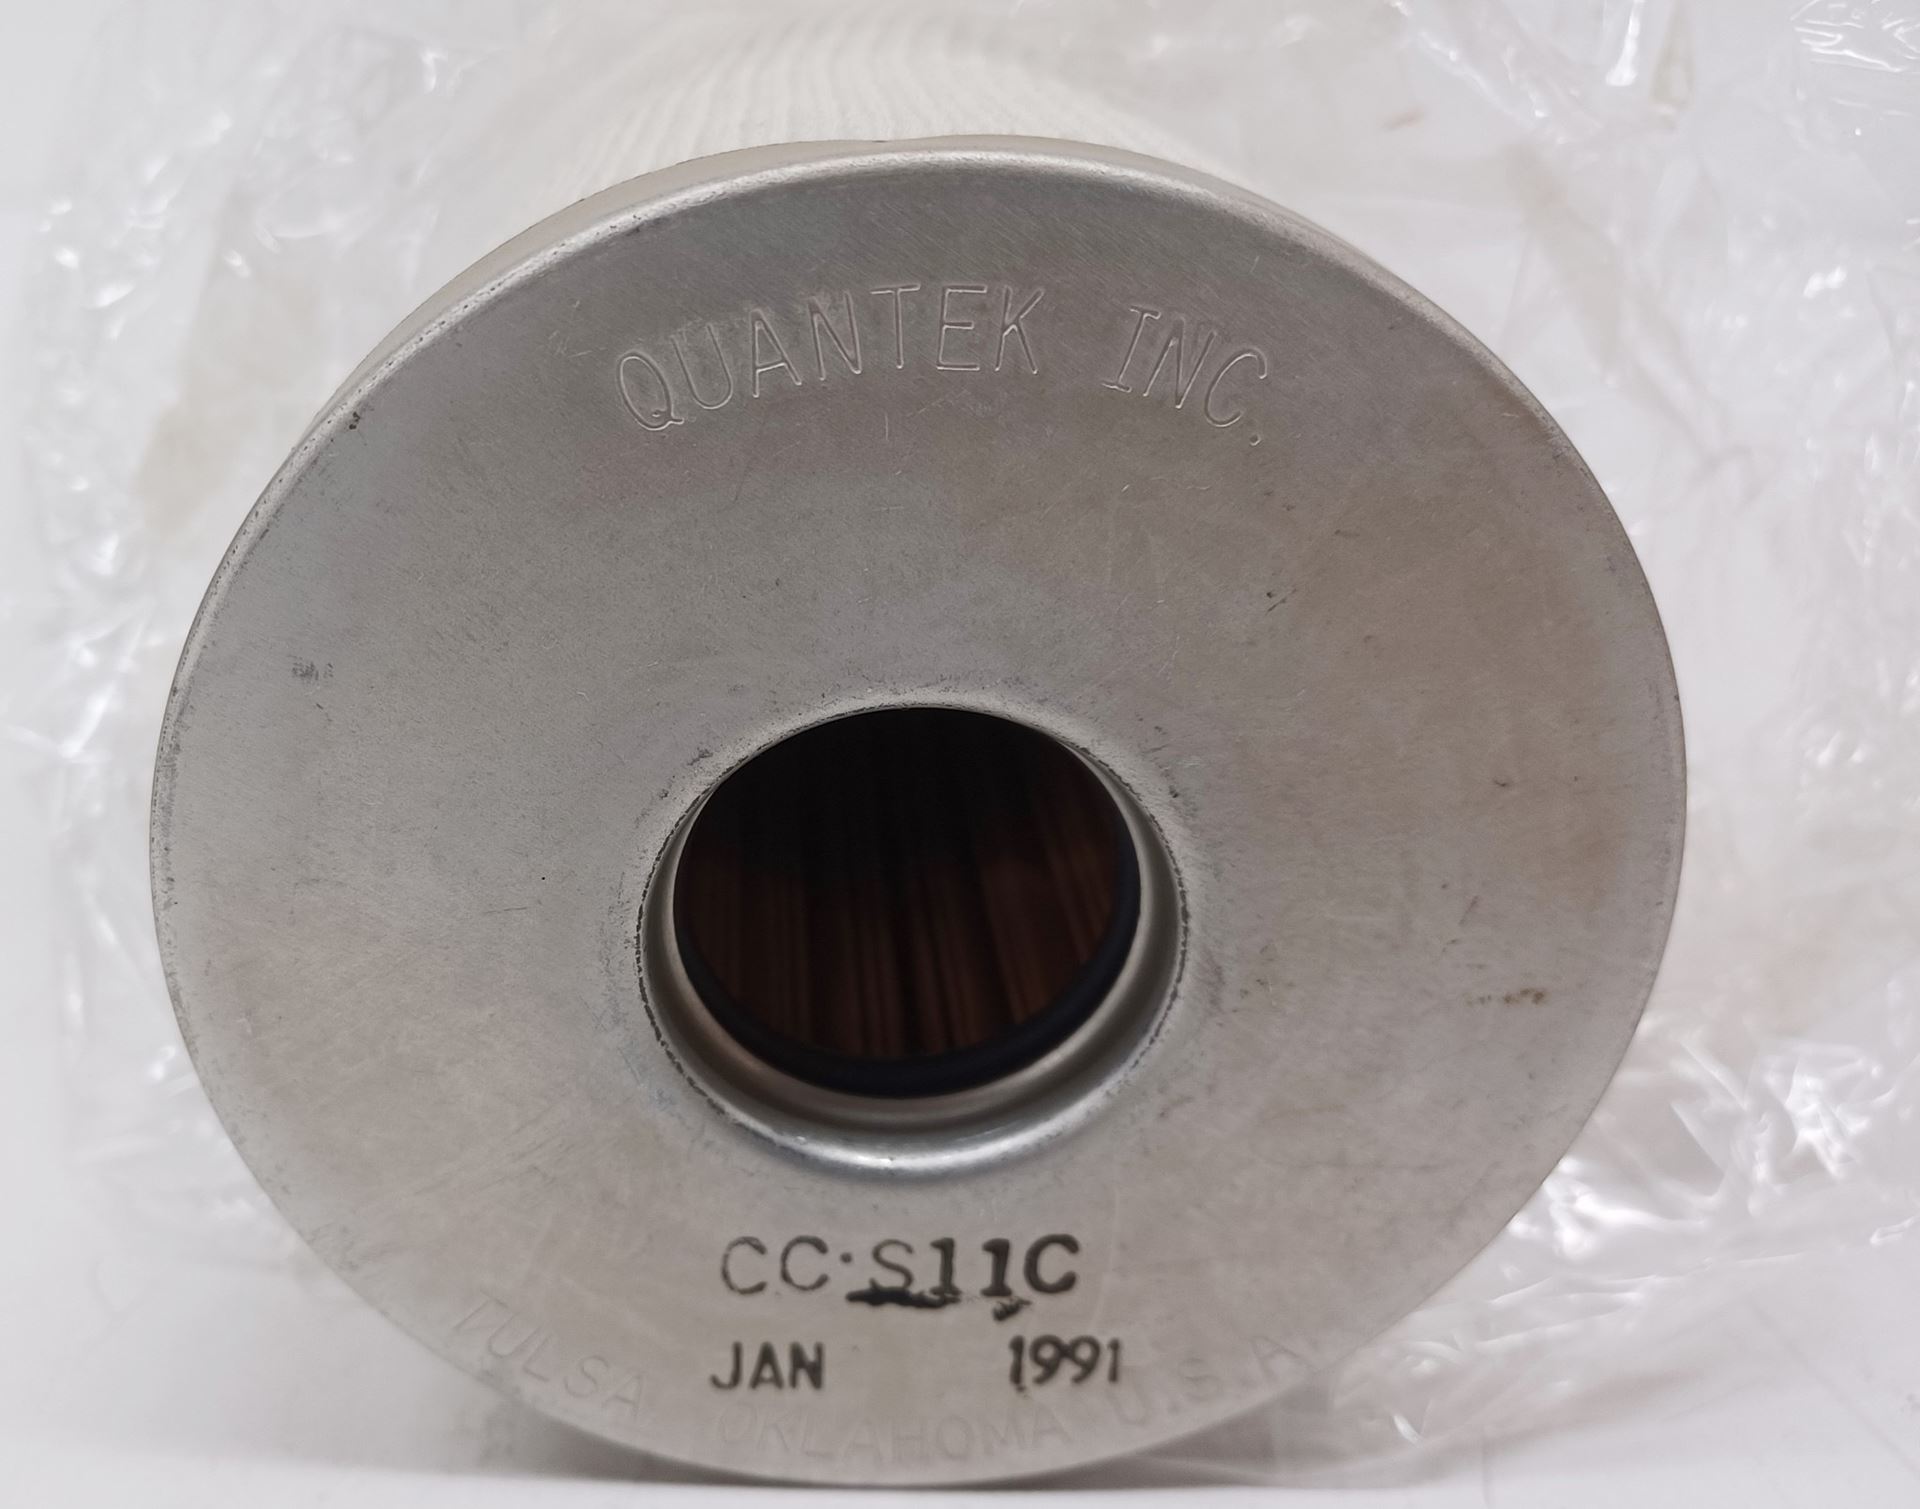 QUANTEK INC.
CC-S11C
JAN 1991
TULSA, OKLAHOMA U.S.A.